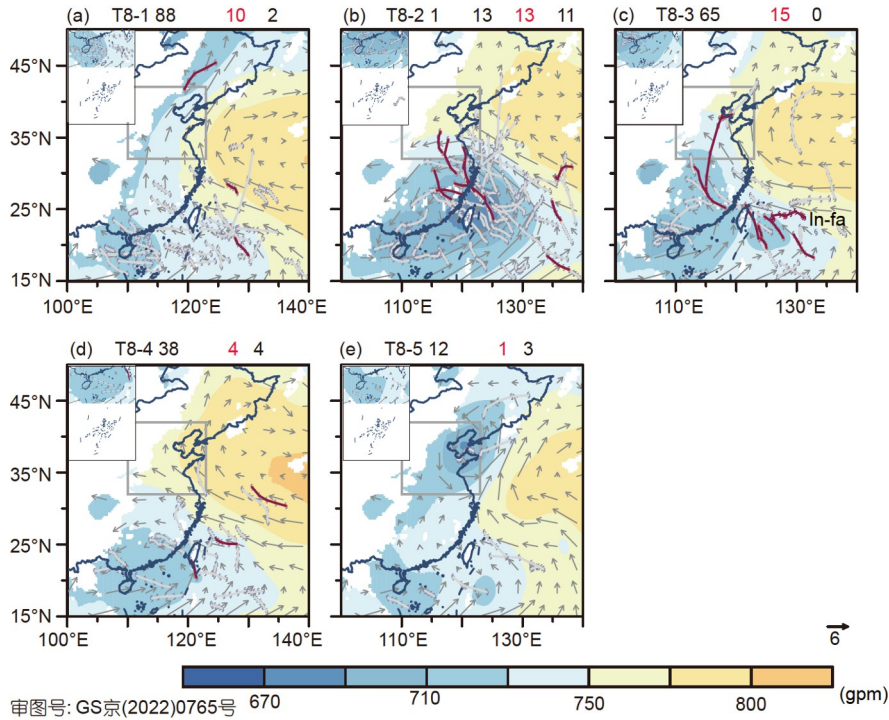 (a) T8-1 88 10 2
(b) T8-2 1 13 13 11
(c) T8-3 65 15 0
45°N
35°N
25°N
15°N
In-fa
100°E 120°E 140°E
110°E 130°E
110°E 130°E
(d) T8-4 38 4 4
(e) T8-5 12 1 3
45°N
35°N
25°N
15°N
100°E 120°E 140°E
110°E 130°E
6
670 710 750 800 (gpm)
审图号: GS京(2022)0765号